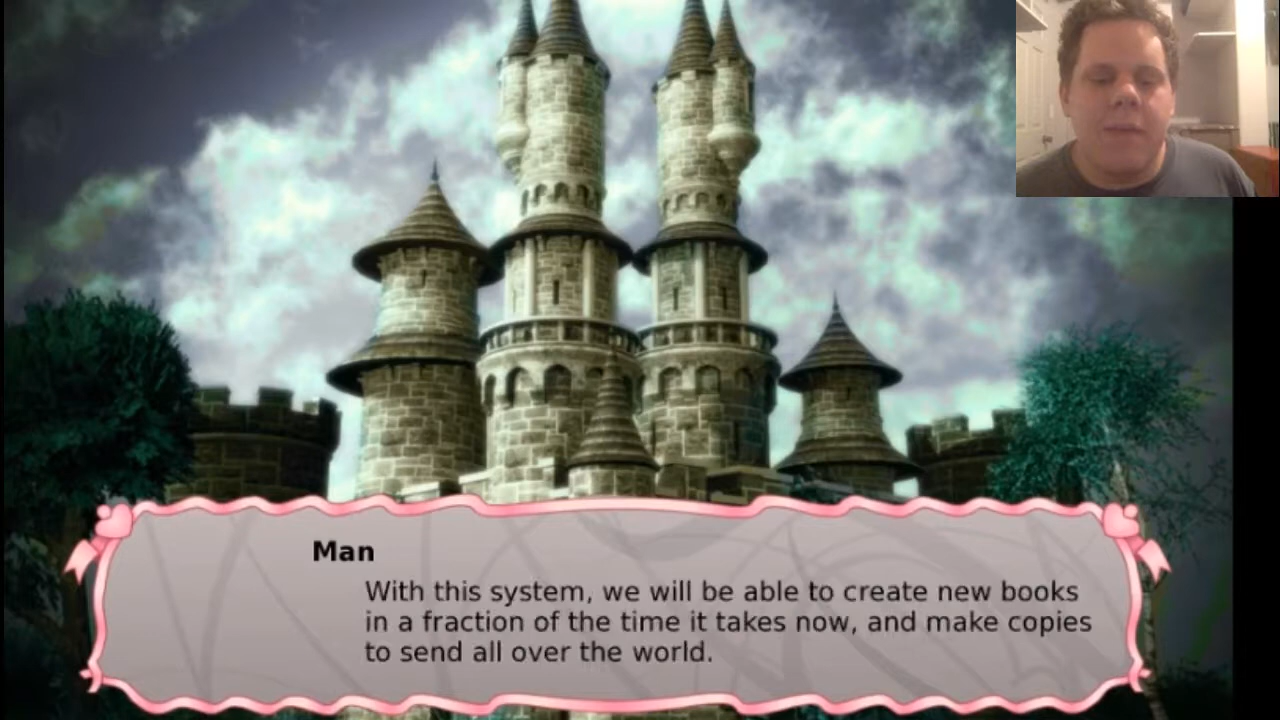 Man
With this system, we will be able to create new books
in a fraction of the time it takes now, and make copies
to send all over the world.